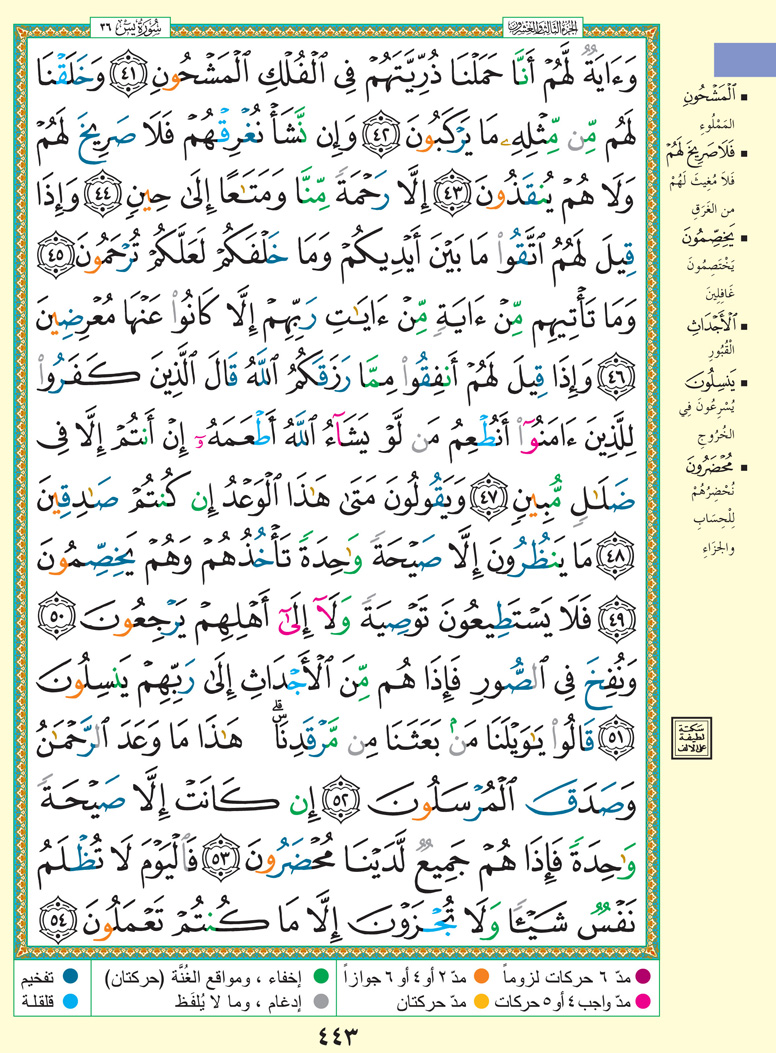 الجزء الثالث والعشرون
سُورَةُ يسٓ ٣٦
وَءَايَةٌ لَّهُمْ أَنَّا حَمَلْنَا ذُرِّيَّتَهُمْ فِى ٱلْفُلْكِ ٱلْمَشْحُونِ ٤١ وَخَلَقْنَا
لَهُم مِّن مِّثْلِهِۦ مَا يَرْكَبُونَ ٤٢ وَإِن نَّشَأْ نُغْرِقْهُمْ فَلَا صَرِيخَ لَهُمْ
وَلَا هُمْ يُنقَذُونَ ٤٣ إِلَّا رَحْمَةً مِّنَّا وَمَتَٰعًا إِلَىٰ حِينٍ ٤٤ وَإِذَا
قِيلَ لَهُمُ ٱتَّقُوا۟ مَا بَيْنَ أَيْدِيكُمْ وَمَا خَلْفَكُمْ لَعَلَّكُمْ تُرْحَمُونَ ٤٥
وَمَا تَأْتِيهِم مِّنْ ءَايَةٍ مِّنْ ءَايَٰتِ رَبِّهِمْ إِلَّا كَانُوا۟ عَنْهَا مُعْرِضِينَ
٤٦ وَإِذَا قِيلَ لَهُمْ أَنفِقُوا۟ مِمَّا رَزَقَكُمُ ٱللَّهُ قَالَ ٱلَّذِينَ كَفَرُوا۟
لِلَّذِينَ ءَامَنُوٓا۟ أَنُطْعِمُ مَن لَّوْ يَشَآءُ ٱللَّهُ أَطْعَمَهُۥٓ إِنْ أَنتُمْ إِلَّا فِى
ضَلَٰلٍ مُّبِينٍ ٤٧ وَيَقُولُونَ مَتَىٰ هَٰذَا ٱلْوَعْدُ إِن كُنتُمْ صَٰدِقِينَ
٤٨ مَا يَنظُرُونَ إِلَّا صَيْحَةً وَٰحِدَةً تَأْخُذُهُمْ وَهُمْ يَخِصِّمُونَ
٤٩ فَلَا يَسْتَطِيعُونَ تَوْصِيَةً وَلَآ إِلَىٰٓ أَهْلِهِمْ يَرْجِعُونَ ٥٠
وَنُفِخَ فِى ٱلصُّورِ فَإِذَا هُم مِّنَ ٱلْأَجْدَاثِ إِلَىٰ رَبِّهِمْ يَنسِلُونَ
٥١ قَالُوا۟ يَٰوَيْلَنَا مَنۢ بَعَثَنَا مِن مَّرْقَدِنَاۜۗ هَٰذَا مَا وَعَدَ ٱلرَّحْمَٰنُ
وَصَدَقَ ٱلْمُرْسَلُونَ ٥٢ إِن كَانَتْ إِلَّا صَيْحَةً
وَٰحِدَةً فَإِذَا هُمْ جَمِيعٌ لَّدَيْنَا مُحْضَرُونَ ٥٣ فَٱلْيَوْمَ لَا تُظْلَمُ
نَفْسٌ شَيْـًٔا وَلَا تُجْزَوْنَ إِلَّا مَا كُنتُمْ تَعْمَلُونَ ٥٤
▪ ٱلْمَشْحُونِ
المَمْلُوءِ
▪ فَلَا صَرِيخَ لَهُمْ
فَلاَ مُغِيثَ لَهُمْ
من الغَرَقِ
▪ يَخِصِّمُونَ
يَخْتَصِمُونَ
غَافِلِينَ
▪ ٱلْأَجْدَاثِ
القُبُورِ
▪ يَنسِلُونَ
يُسْرِعُونَ فِي
الخُرُوجِ
▪ مُحْضَرُونَ
نُحْضِرُهُمْ
لِلْحِسَابِ
والجَزَاءِ
سكتة
لطيفة
على الألف
مدّ ٦ حركات لزوماً
مدّ ٢ أو ٤ أو ٦ جوازاً
إخفاء ، ومواقع الغُنَّة (حركتان)
تفخيم
مدّ واجب ٤ أو ٥ حركات
مدّ حركتان
إدغام ، وما لا يُلفَظ
قلقلة
٤٤٣